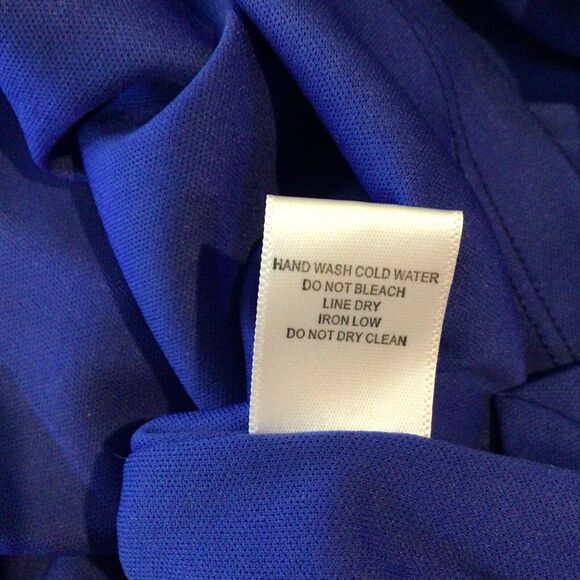 HAND WASH COLD WATER
DO NOT BLEACH
LINE DRY
IRON LOW
DO NOT DRY CLEAN